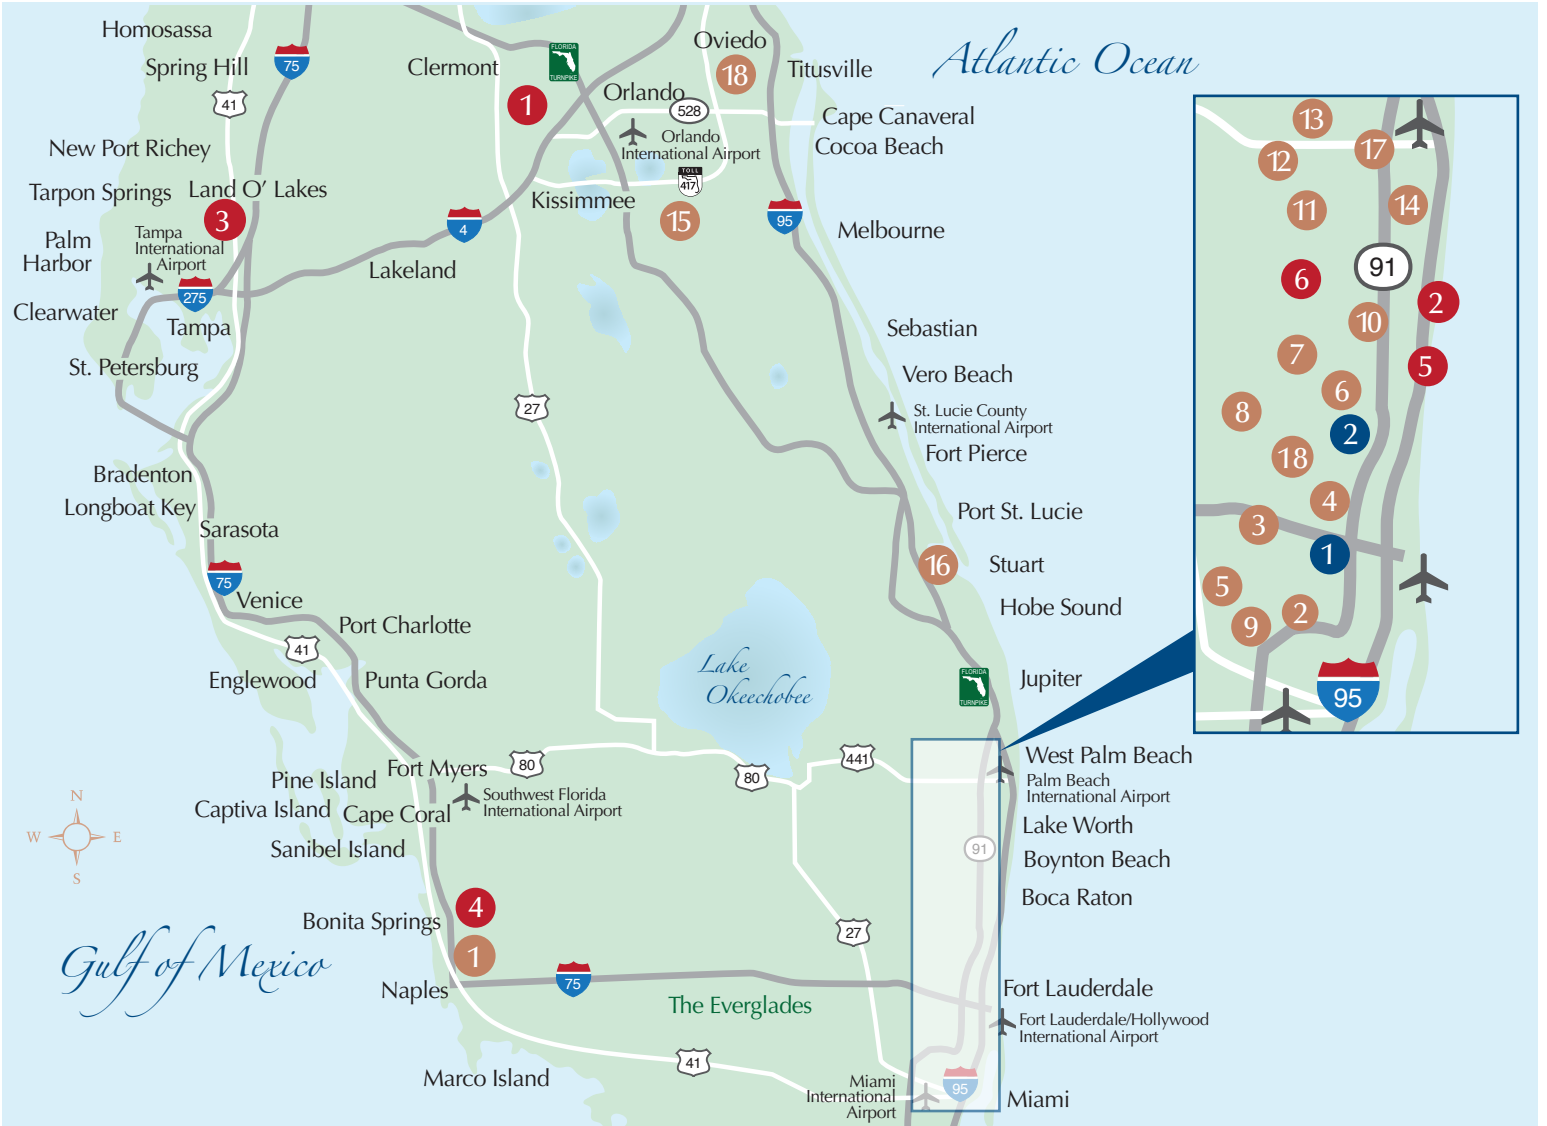 Homosassa
Spring Hill
75
41
Clermont
FLORIDA
TURNPIKE
1
Oviedo
18
Titusville
Atlantic Ocean
Orlando
528
Orlando
International Airport
Cape Canaveral
Cocoa Beach
New Port Richey
Tarpon Springs
Land O' Lakes
3
TOLL
417
Kissimmee
15
95
4
Melbourne
Palm
Harbor
Tampa
International
Airport
275
Lakeland
Clearwater
Tampa
St. Petersburg
Sebastian
Vero Beach
27
St. Lucie County
International Airport
Fort Pierce
Bradenton
Longboat Key
Sarasota
Port St. Lucie
16
Stuart
75
Venice
Hobe Sound
Port Charlotte
41
Englewood
Punta Gorda
Lake
Okeechobee
FLORIDA
TURNPIKE
Jupiter
13
17
12
11
14
91
6
2
10
7
5
6
8
2
18
4
3
1
5
2
9
95
West Palm Beach
Palm Beach
International Airport
80
80
441
Fort Myers
Pine Island
Southwest Florida
International Airport
Captiva Island
Cape Coral
Sanibel Island
N
W
E
S
Lake Worth
91
Boynton Beach
Boca Raton
4
Bonita Springs
1
27
Gulf of Mexico
Naples
75
The Everglades
Fort Lauderdale
Fort Lauderdale/Hollywood
International Airport
41
Marco Island
Miami
International
Airport
95
Miami